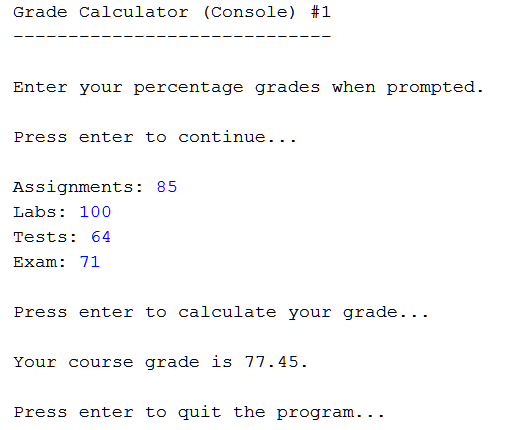 Grade Calculator (Console) #1
-----------------------------
Enter your percentage grades when prompted.
Press enter to continue...
Assignments: 85
Labs: 100
Tests: 64
Exam: 71
Press enter to calculate your grade...
Your course grade is 77.45.
Press enter to quit the program...